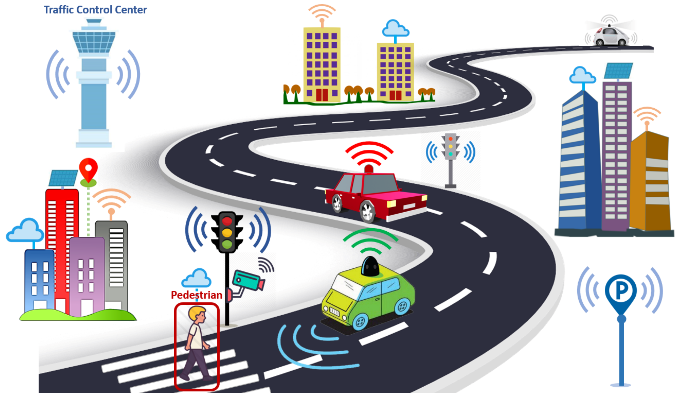 Traffic Control Center
Pedestrian
P